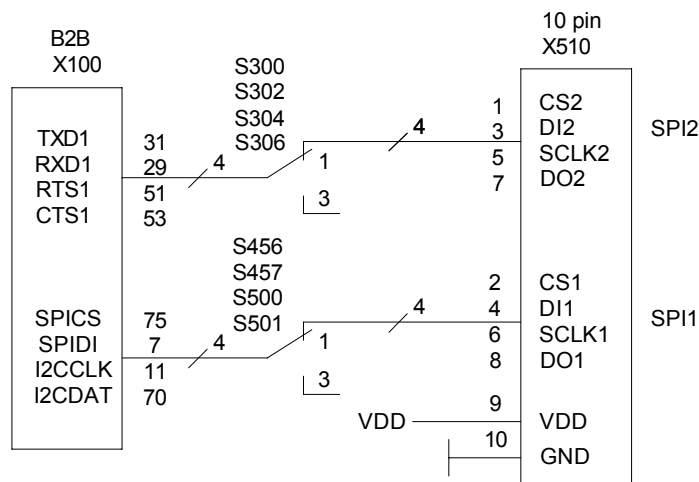 B2B
X100
10 pin
X510
S300
S302
S304
S306
TXD1 31
RXD1 29
RTS1 51
CTS1 53
4
1
3
4
1 CS2
3 DI2
5 SCLK2
7 DO2
SPI2
S456
S457
S500
S501
SPICS 75
SPIDI 7
I2CCLK 11
I2CDAT 70
4
1
3
4
2 CS1
4 DI1
6 SCLK1
8 DO1
SPI1
VDD 9 VDD
10 GND